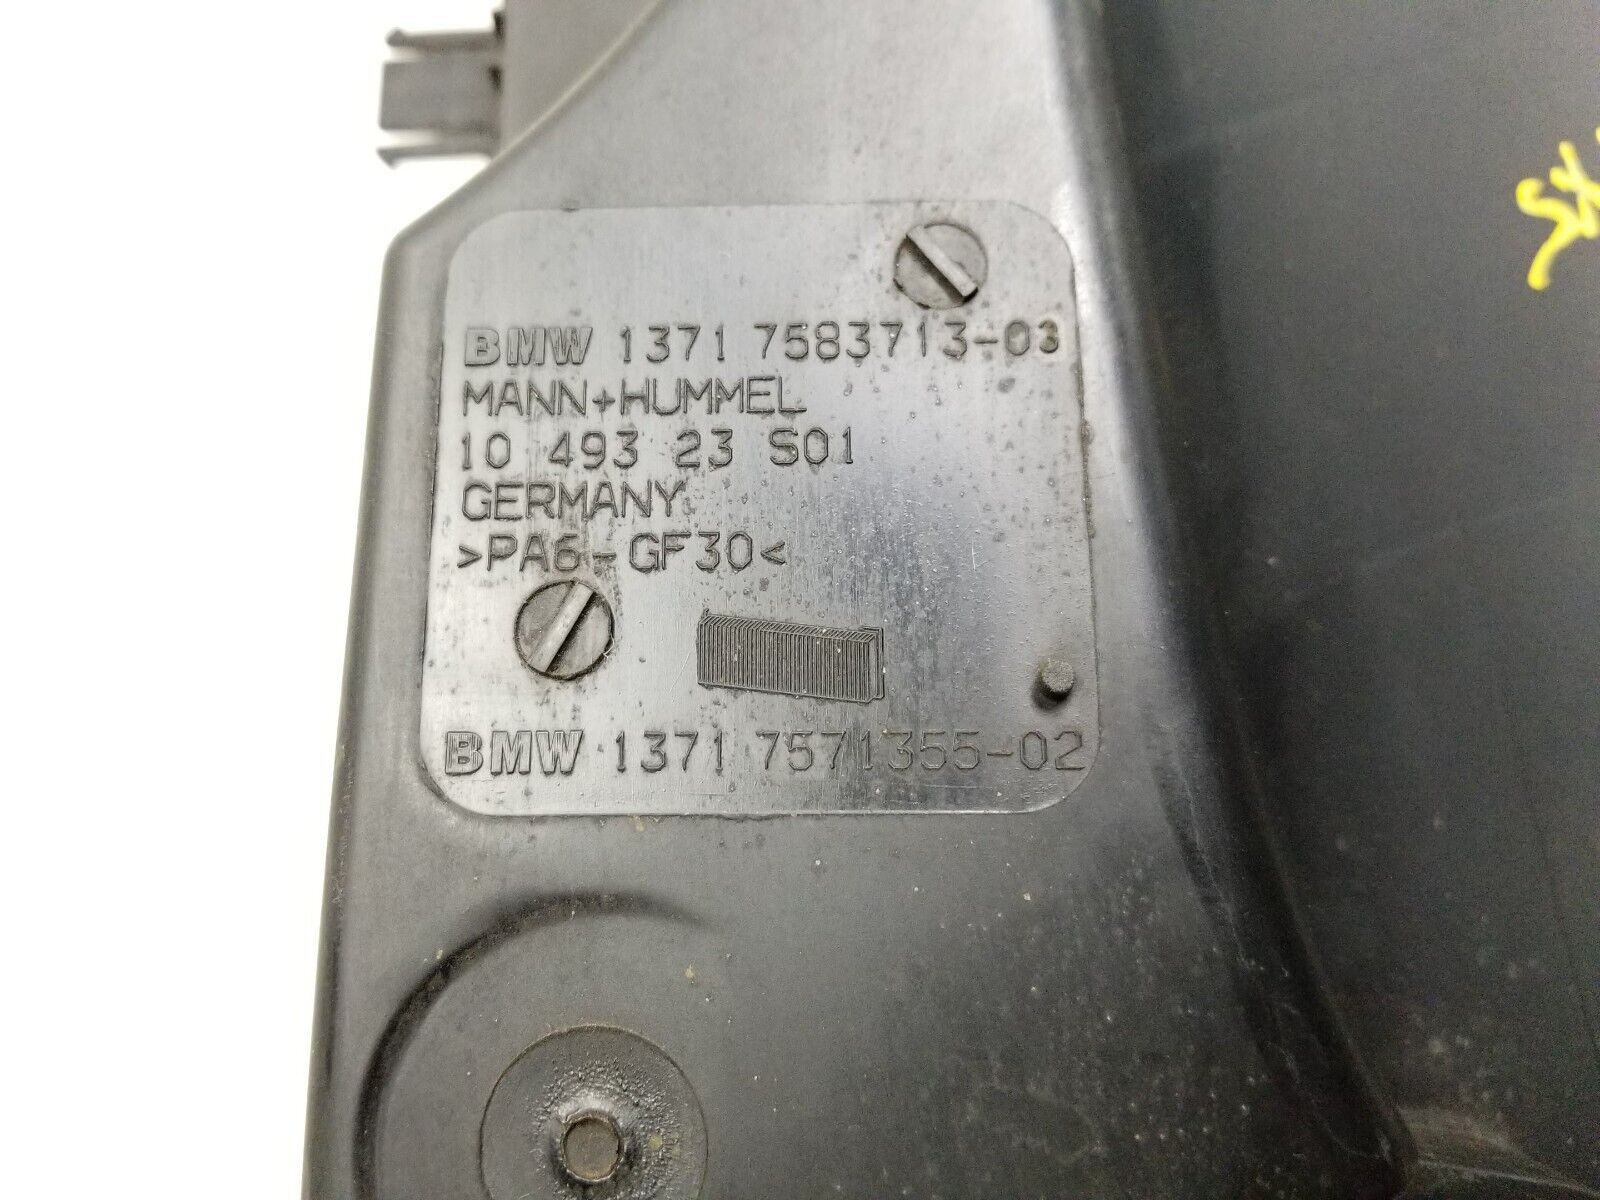 BMW 1371 7583713-03
MANN+HUMMEL
10 493 23 S01
GERMANY
>PA6-GF30<
BMW 1371 7571355-02